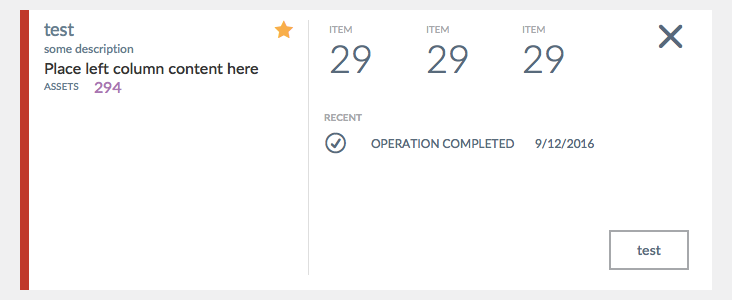 test
some description
Place left column content here
ASSETS 294
ITEM ITEM ITEM
29 29 29
RECENT
OPERATION COMPLETED 9/12/2016
test